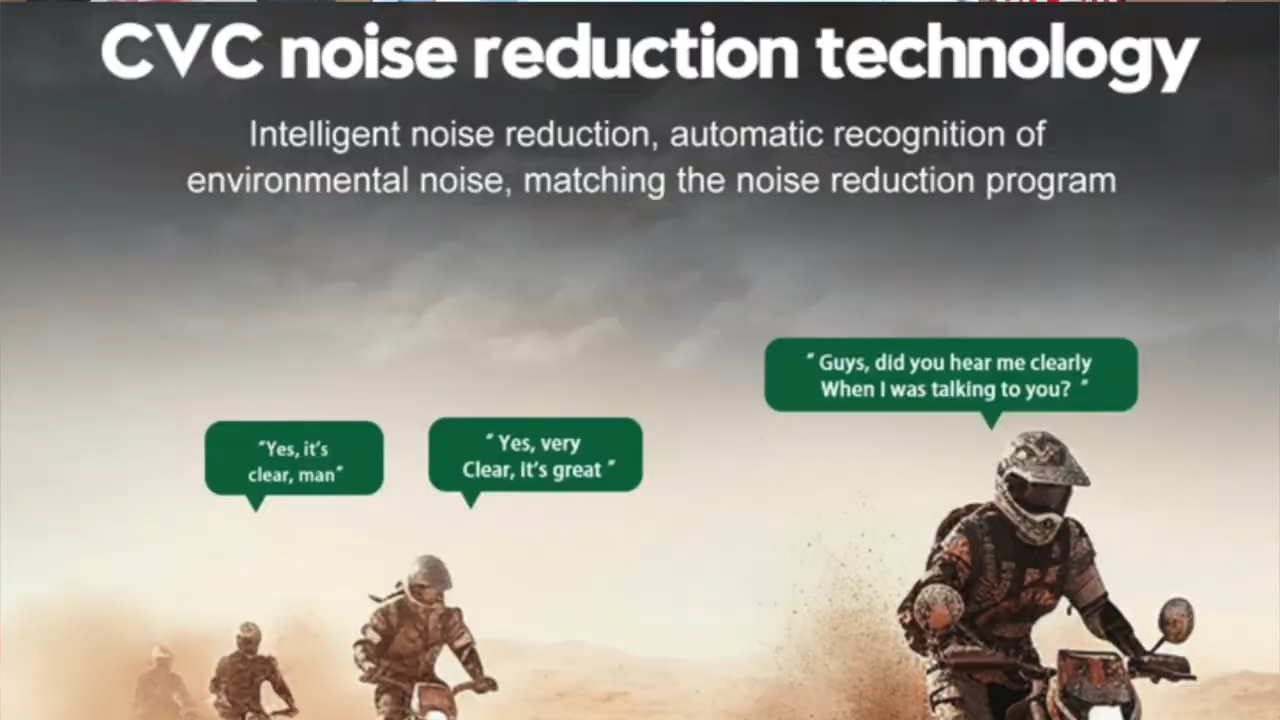 CVC noise reduction technology
Intelligent noise reduction, automatic recognition of
environmental noise, matching the noise reduction program
" Guys, did you hear me clearly
When I was talking to you? "
"Yes, it's
clear, man"
" Yes, very
Clear, it's great "